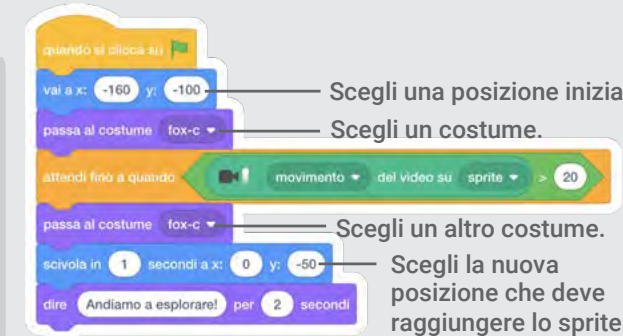 quando si clicca su
vai a x: -160 y: -100
Scegli una posizione inizia
passa al costume fox-c
Scegli un costume.
attendi fino a quando movimento del video su sprite > 20
passa al costume fox-c
Scegli un altro costume.
scivola in 1 secondi a x: 0 y: -50
Scegli la nuova
posizione che deve
raggiungere lo sprite
dire Andiamo a esplorare! per 2 secondi